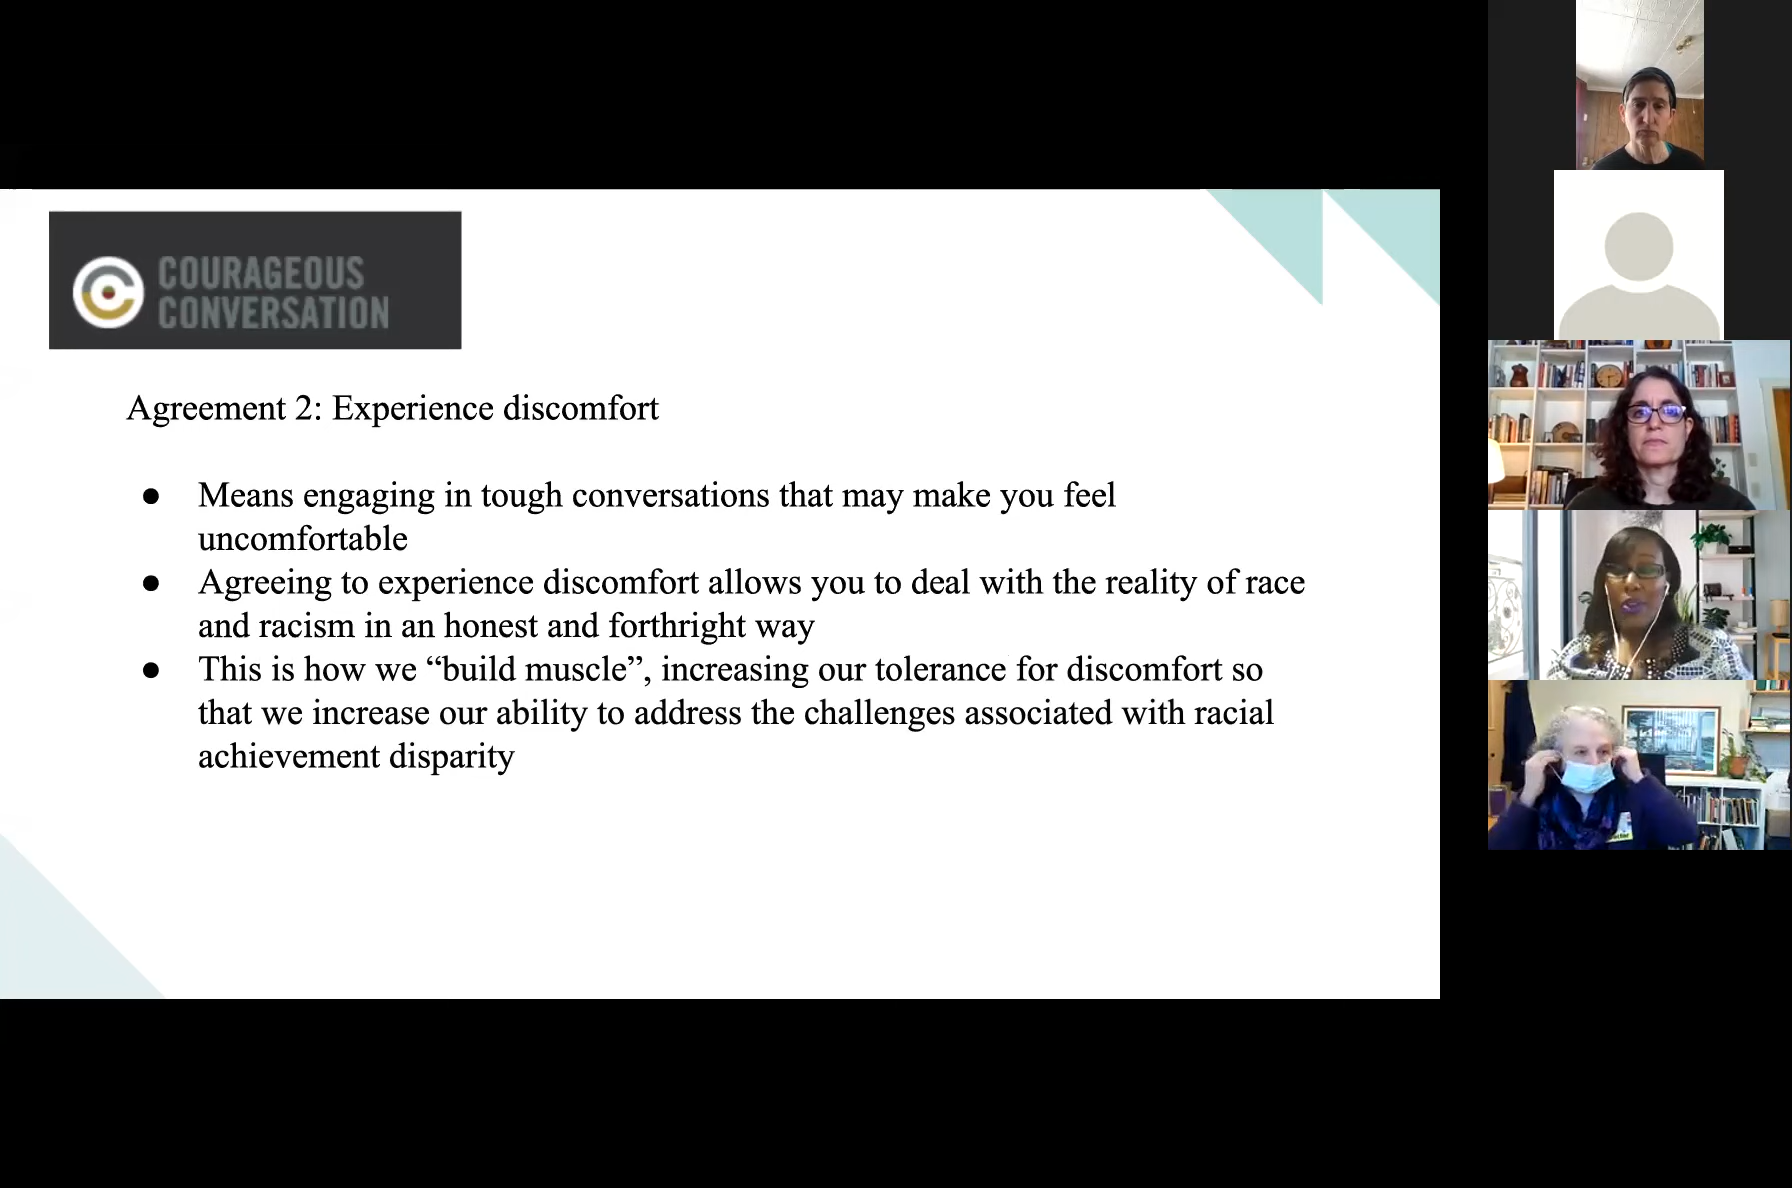 COURAGEOUS
CONVERSATION
Agreement 2: Experience discomfort
● Means engaging in tough conversations that may make you feel
uncomfortable
● Agreeing to experience discomfort allows you to deal with the reality of race
and racism in an honest and forthright way
● This is how we “build muscle”, increasing our tolerance for discomfort so
that we increase our ability to address the challenges associated with racial
achievement disparity